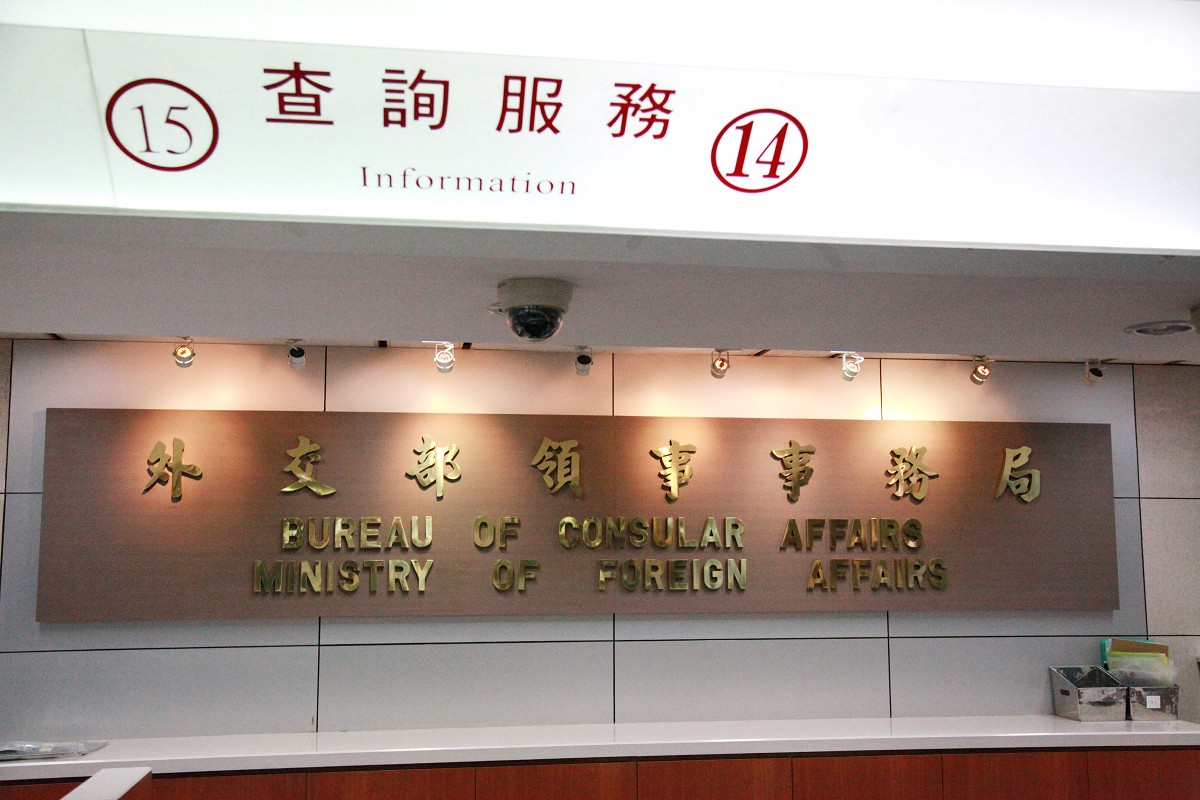 15 查詢服務 14
Information
外交部領事事務局
BUREAU OF CONSULAR AFFAIRS
MINISTRY OF FOREIGN AFFAIRS